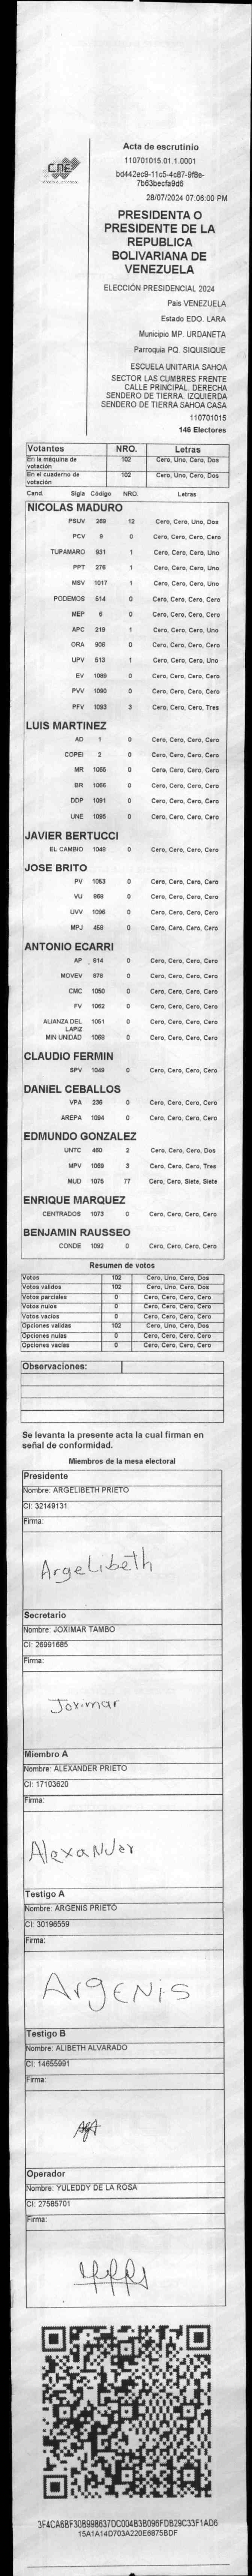 CNE
Acta de escrutinio
110701015.01.1.0001
bd442ec9-11c5-4c87-9f8e-
7b63becfa9d6
28/07/2024 07:06:00 PM
PRESIDENTA O
PRESIDENTE DE LA
REPUBLICA
BOLIVARIANA DE
VENEZUELA
ELECCIÓN PRESIDENCIAL 2024
Pais VENEZUELA
Estado EDO. LARA
Municipio MP. URDANETA
Parroquia PQ. SIQUISIQUE
ESCUELA UNITARIA SAHOA
SECTOR LAS CUMBRES FRENTE
CALLE PRINCIPAL. DERECHA
SENDERO DE TIERRA. IZQUIERDA
SENDERO DE TIERRA SAHOA CASA
110701015
146 Electores
Votantes NRO. Letras
En la máquina de votación 102 Cero, Uno, Cero, Dos
En el cuaderno de votación 102 Cero, Uno, Cero, Dos
Cand. Sigla Código NRO. Letras
NICOLAS MADURO
PSUV 269 12 Cero, Cero, Uno, Dos
PCV 9 0 Cero, Cero, Cero, Cero
TUPAMARO 931 1 Cero, Cero, Cero, Uno
PPT 276 1 Cero, Cero, Cero, Uno
MSV 1017 1 Cero, Cero, Cero, Uno
PODEMOS 514 0 Cero, Cero, Cero, Cero
MEP 6 0 Cero, Cero, Cero, Cero
APC 219 1 Cero, Cero, Cero, Uno
ORA 906 0 Cero, Cero, Cero, Cero
UPV 513 1 Cero, Cero, Cero, Uno
EV 1089 0 Cero, Cero, Cero, Cero
PVV 1090 0 Cero, Cero, Cero, Cero
PFV 1093 3 Cero, Cero, Cero, Tres
LUIS MARTINEZ
AD 1 0 Cero, Cero, Cero, Cero
COPEI 2 0 Cero, Cero, Cero, Cero
MR 1065 0 Cero, Cero, Cero, Cero
BR 1066 0 Cero, Cero, Cero, Cero
DDP 1091 0 Cero, Cero, Cero, Cero
UNE 1095 0 Cero, Cero, Cero, Cero
JAVIER BERTUCCI
EL CAMBIO 1048 0 Cero, Cero, Cero, Cero
JOSE BRITO
PV 1053 0 Cero, Cero, Cero, Cero
VU 968 0 Cero, Cero, Cero, Cero
UVV 1096 0 Cero, Cero, Cero, Cero
MPJ 458 0 Cero, Cero, Cero, Cero
ANTONIO ECARRI
AP 814 0 Cero, Cero, Cero, Cero
MOVEV 878 0 Cero, Cero, Cero, Cero
CMC 1050 0 Cero, Cero, Cero, Cero
FV 1062 0 Cero, Cero, Cero, Cero
ALIANZA DEL LAPIZ 1051 0 Cero, Cero, Cero, Cero
MIN UNIDAD 1068 0 Cero, Cero, Cero, Cero
CLAUDIO FERMIN
SPV 1049 0 Cero, Cero, Cero, Cero
DANIEL CEBALLOS
VPA 236 0 Cero, Cero, Cero, Cero
AREPA 1094 0 Cero, Cero, Cero, Cero
EDMUNDO GONZALEZ
UNTC 460 2 Cero, Cero, Cero, Dos
MPV 1069 3 Cero, Cero, Cero, Tres
MUD 1075 77 Cero, Cero, Siete, Siete
ENRIQUE MARQUEZ
CENTRADOS 1073 0 Cero, Cero, Cero, Cero
BENJAMIN RAUSSEO
CONDE 1092 0 Cero, Cero, Cero, Cero
Resumen de votos
Votos 102 Cero, Uno, Cero, Dos
Votos validos 102 Cero, Uno, Cero, Dos
Votos parciales 0 Cero, Cero, Cero, Cero
Votos nulos 0 Cero, Cero, Cero, Cero
Votos vacios 0 Cero, Cero, Cero, Cero
Opciones validas 102 Cero, Uno, Cero, Dos
Opciones nulas 0 Cero, Cero, Cero, Cero
Opciones vacías 0 Cero, Cero, Cero, Cero
Observaciones:
Se levanta la presente acta la cual firman en
señal de conformidad.
Miembros de la mesa electoral
Presidente
Nombre: ARGELIBETH PRIETO
CI: 32149131
Firma:
Argelibeth
Secretario
Nombre: JOXIMAR TAMBO
CI: 26991685
Firma:
Joximar
Miembro A
Nombre: ALEXANDER PRIETO
CI: 17103620
Firma:
Alexander
Testigo A
Nombre: ARGENIS PRIETO
CI: 30196559
Firma:
ArgeNis
Testigo B
Nombre: ALIBETH ALVARADO
CI: 14655991
Firma:
Operador
Nombre: YULEDDY DE LA ROSA
CI: 27585701
Firma:
3F4CA6BF30B998637DC004B3B096FDB29C33F1AD6
15A1A14D703A220E6875BDF